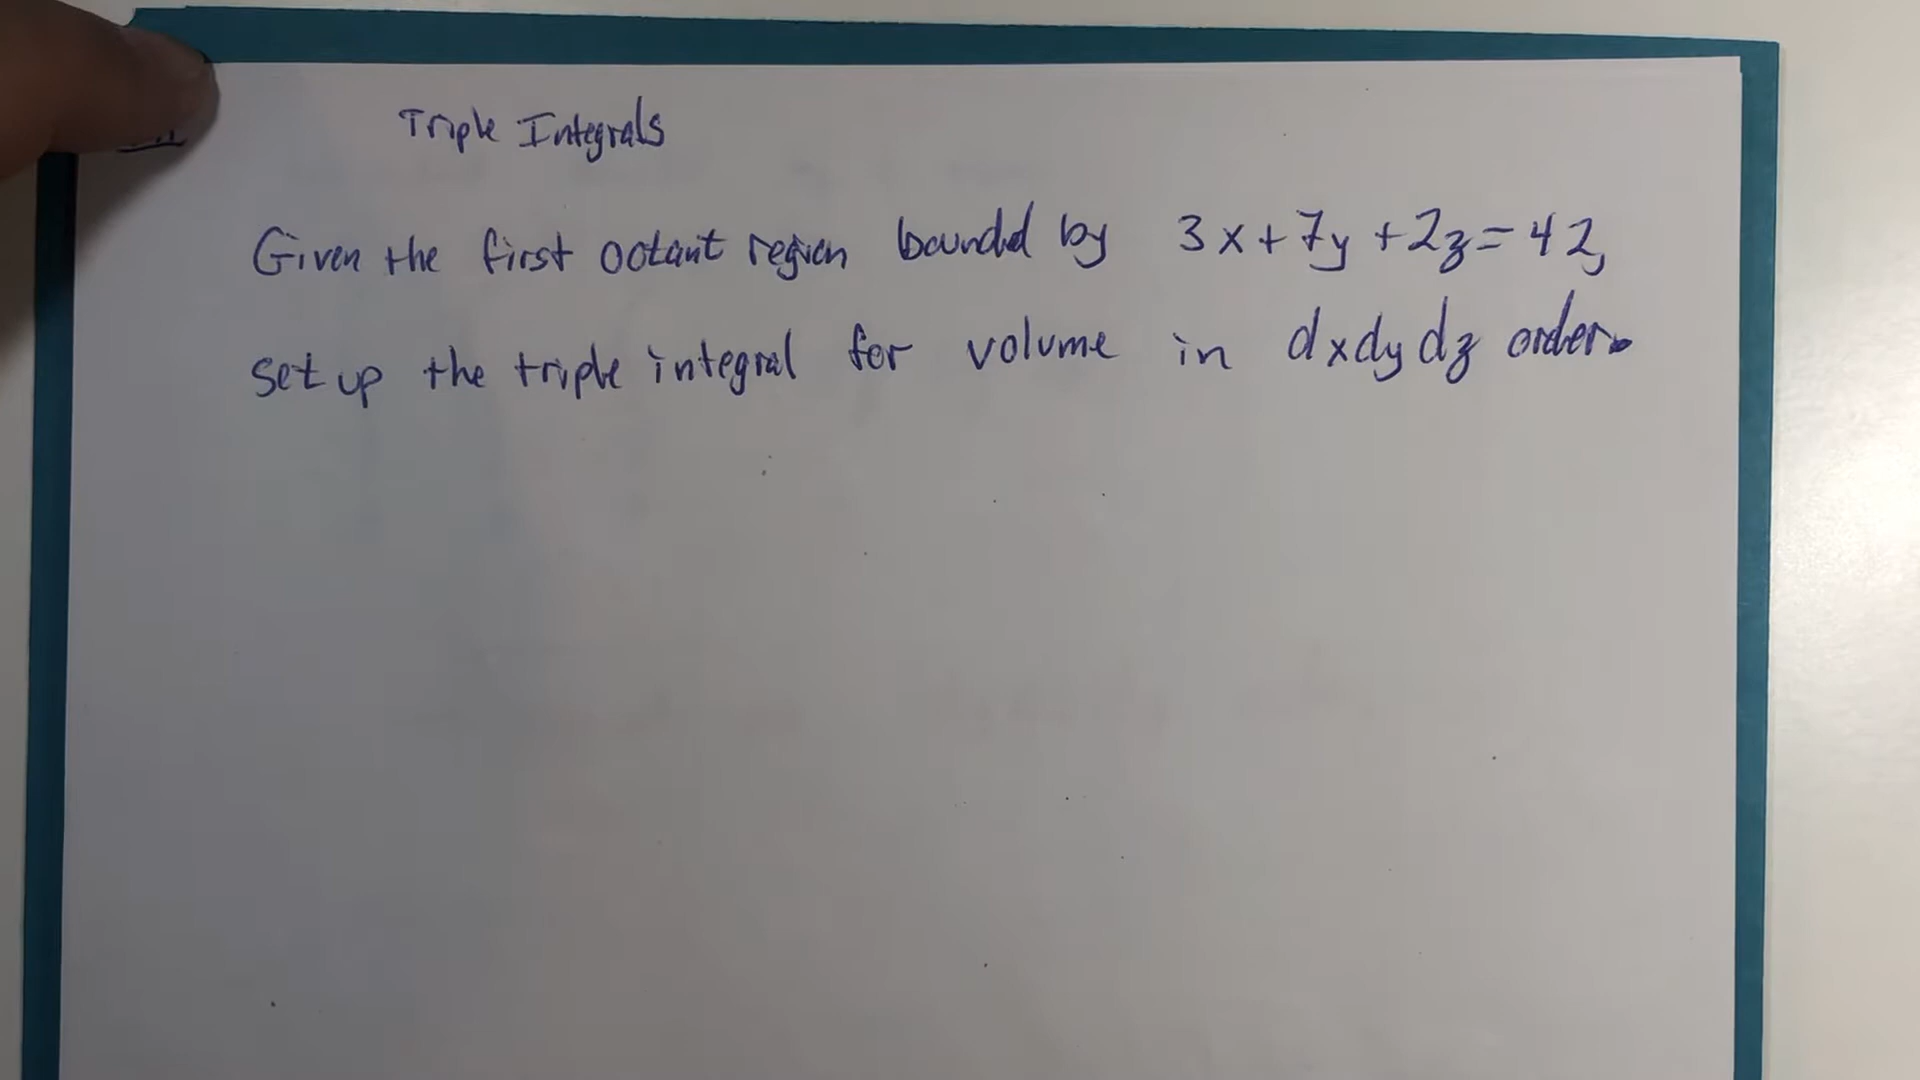 Triple Integrals
Given the first octant region bounded by 3x+7y+2z=42,
set up the triple integral for volume in dxdydz order.